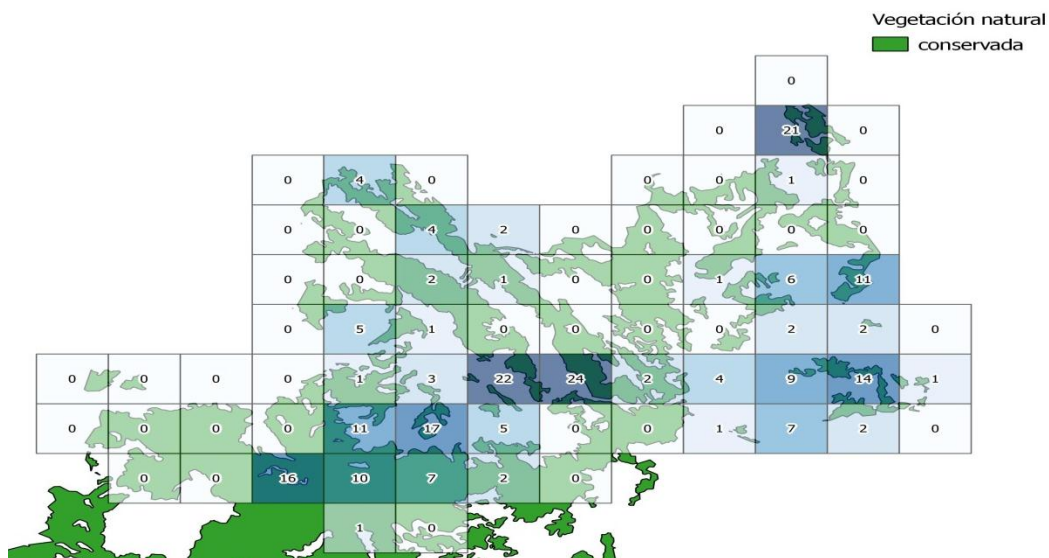 Vegetación natural
conservada
0
0 21 0
0 4 0 0 0 1 0
0 0 4 2 0 0 0 0 0
0 0 2 1 0 0 1 6 11
0 5 1 0 0 0 0 2 2 0
0 0 0 0 1 3 22 24 2 4 9 14 1
0 0 0 0 11 17 5 0 0 1 7 2 0
0 0 16 10 7 2 0
1 0